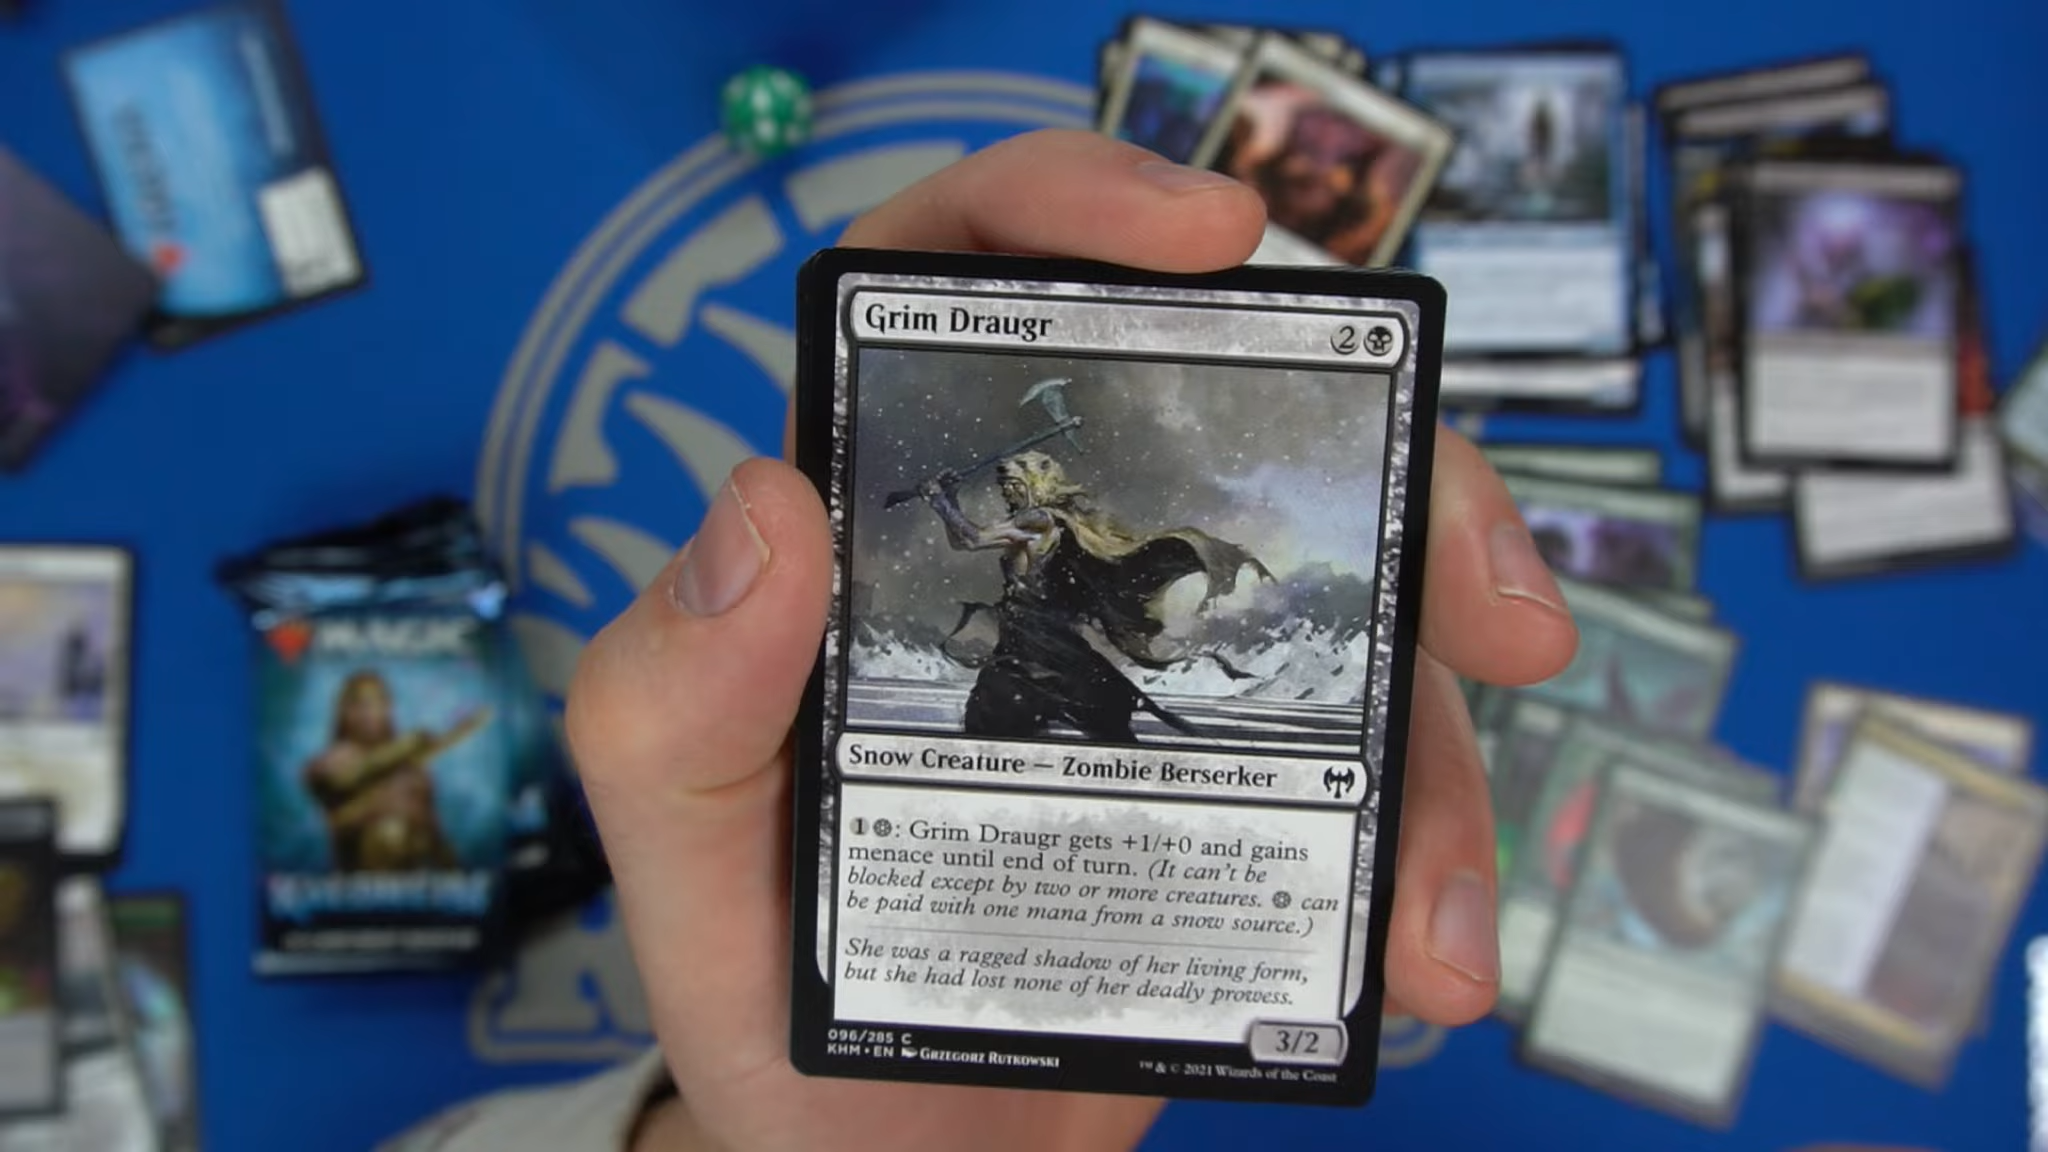 Grim Draugr
2
Snow Creature — Zombie Berserker
1 : Grim Draugr gets +1/+0 and gains
menace until end of turn. (It can't be
blocked except by two or more creatures. can
be paid with one mana from a snow source.)
She was a ragged shadow of her living form,
but she had lost none of her deadly prowess.
3/2
096/285 C
KHM • EN Grzegorz Rutkowski
™ & © 2021 Wizards of the Coast
MAGIC